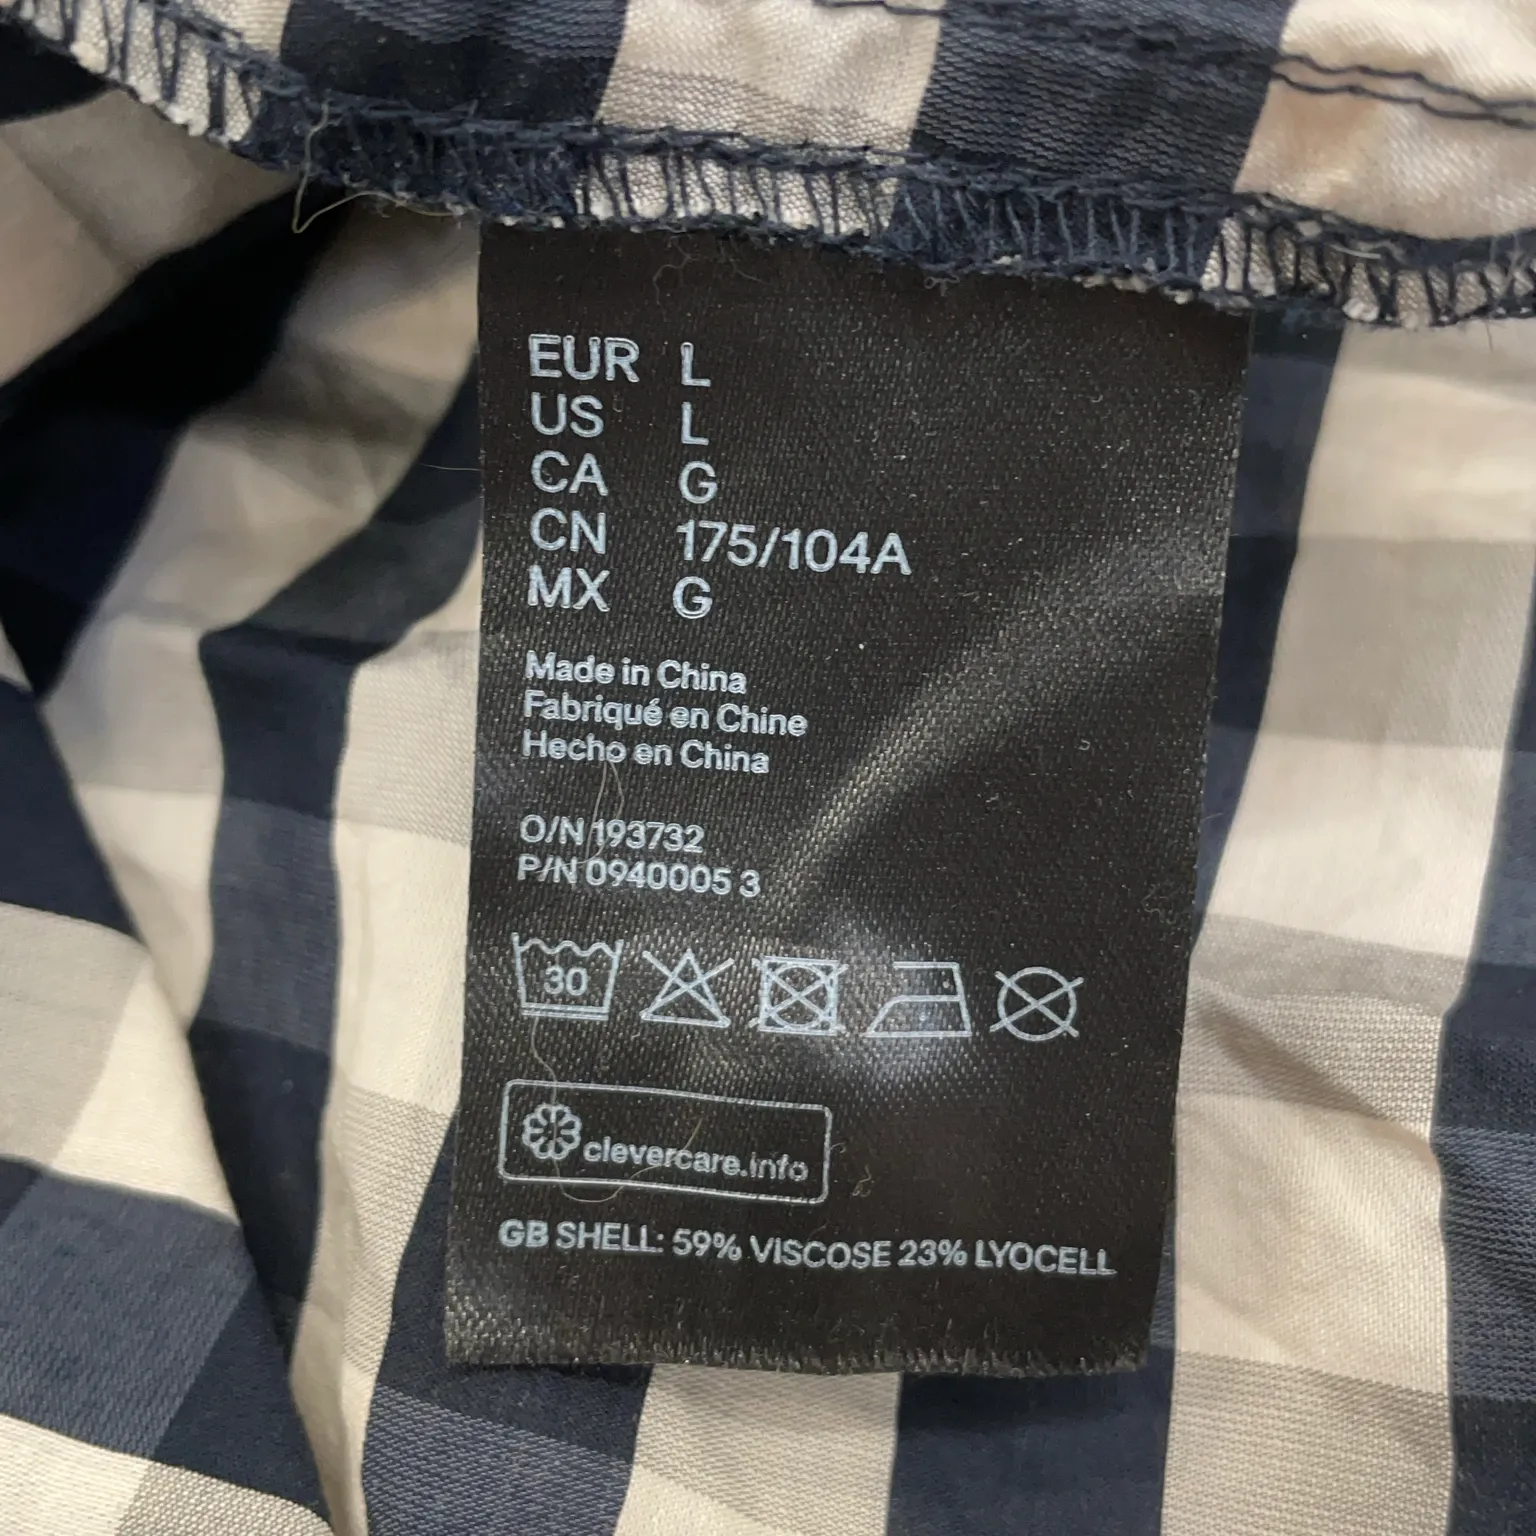 EUR L
US L
CA G
CN 175/104A
MX G
Made in China
Fabriqué en Chine
Hecho en China
O/N 193732
P/N 0940005 3
30
clevercare.info
GB SHELL: 59% VISCOSE 23% LYOCELL